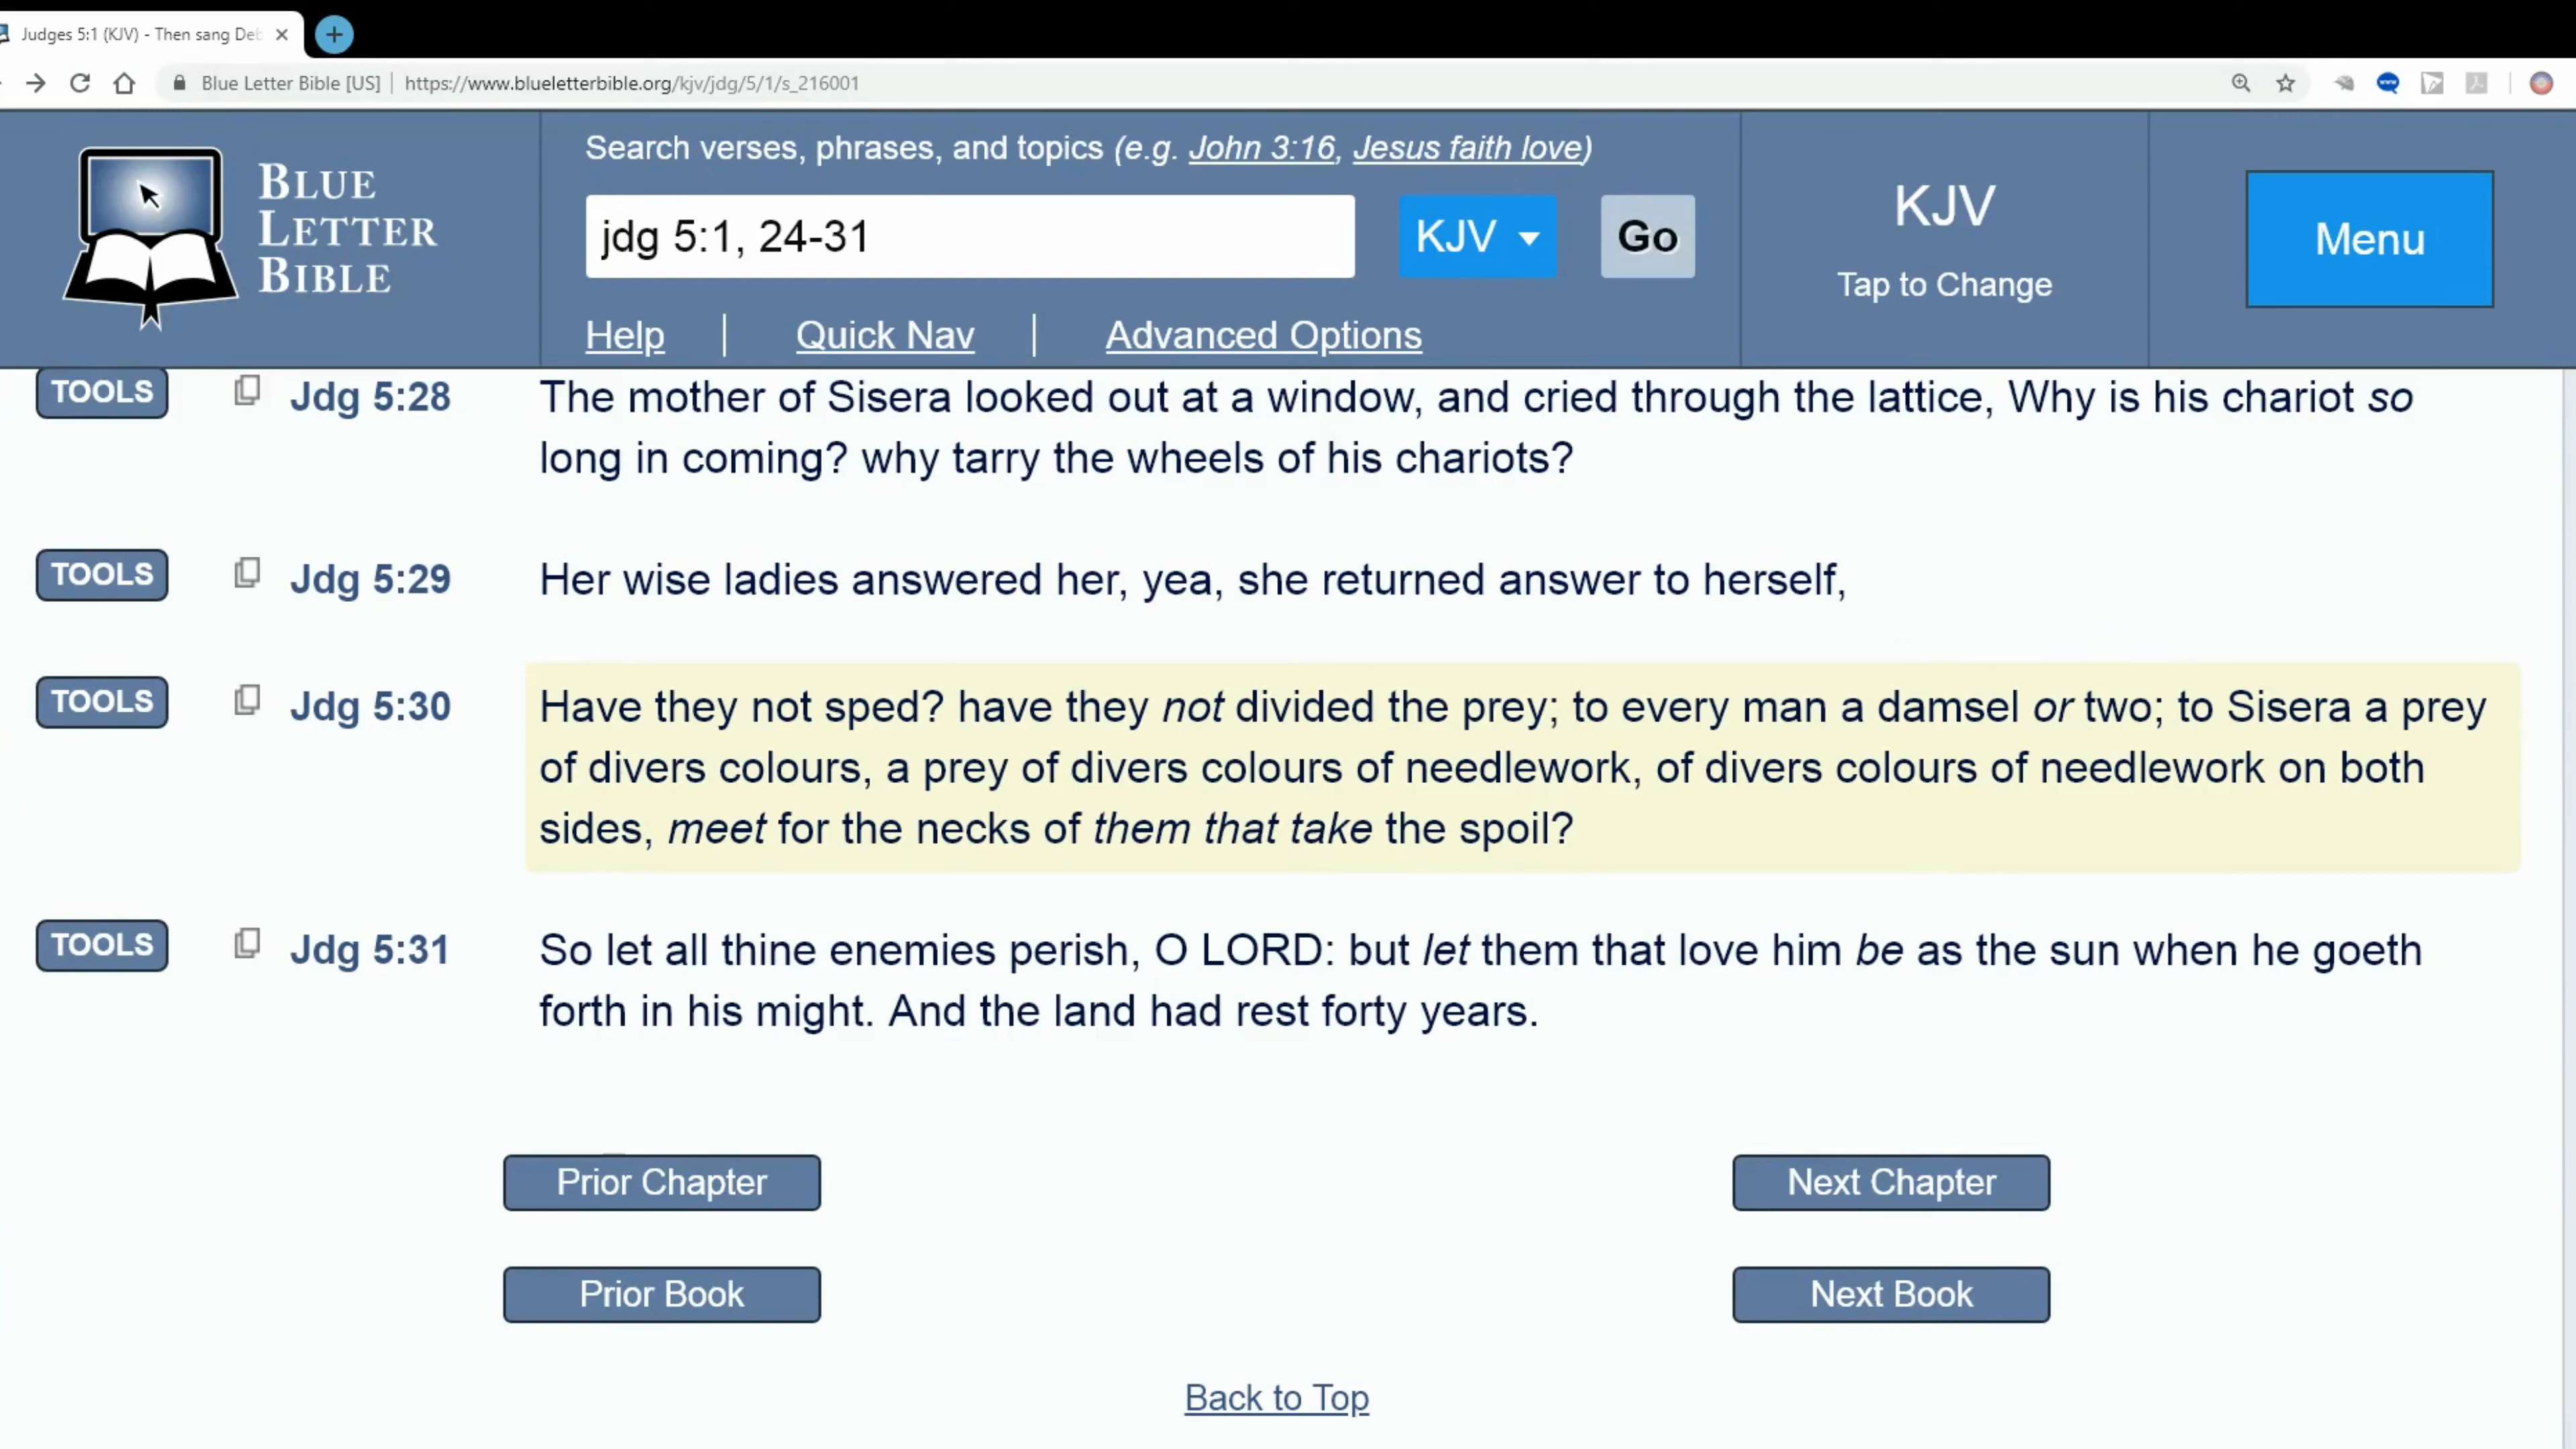 Judges 5:1 (KJV) - Then sang Deb
Blue Letter Bible [US] | https://www.blueletterbible.org/kjv/jdg/5/1/s_216001
BLUE
LETTER
BIBLE
Search verses, phrases, and topics (e.g. John 3:16, Jesus faith love)
jdg 5:1, 24-31
KJV
Go
Help | Quick Nav | Advanced Options
KJV
Tap to Change
Menu
TOOLS Jdg 5:28 The mother of Sisera looked out at a window, and cried through the lattice, Why is his chariot so
long in coming? why tarry the wheels of his chariots?
TOOLS Jdg 5:29 Her wise ladies answered her, yea, she returned answer to herself,
TOOLS Jdg 5:30 Have they not sped? have they not divided the prey; to every man a damsel or two; to Sisera a prey
of divers colours, a prey of divers colours of needlework, of divers colours of needlework on both
sides, meet for the necks of them that take the spoil?
TOOLS Jdg 5:31 So let all thine enemies perish, O LORD: but let them that love him be as the sun when he goeth
forth in his might. And the land had rest forty years.
Prior Chapter Next Chapter
Prior Book Next Book
Back to Top